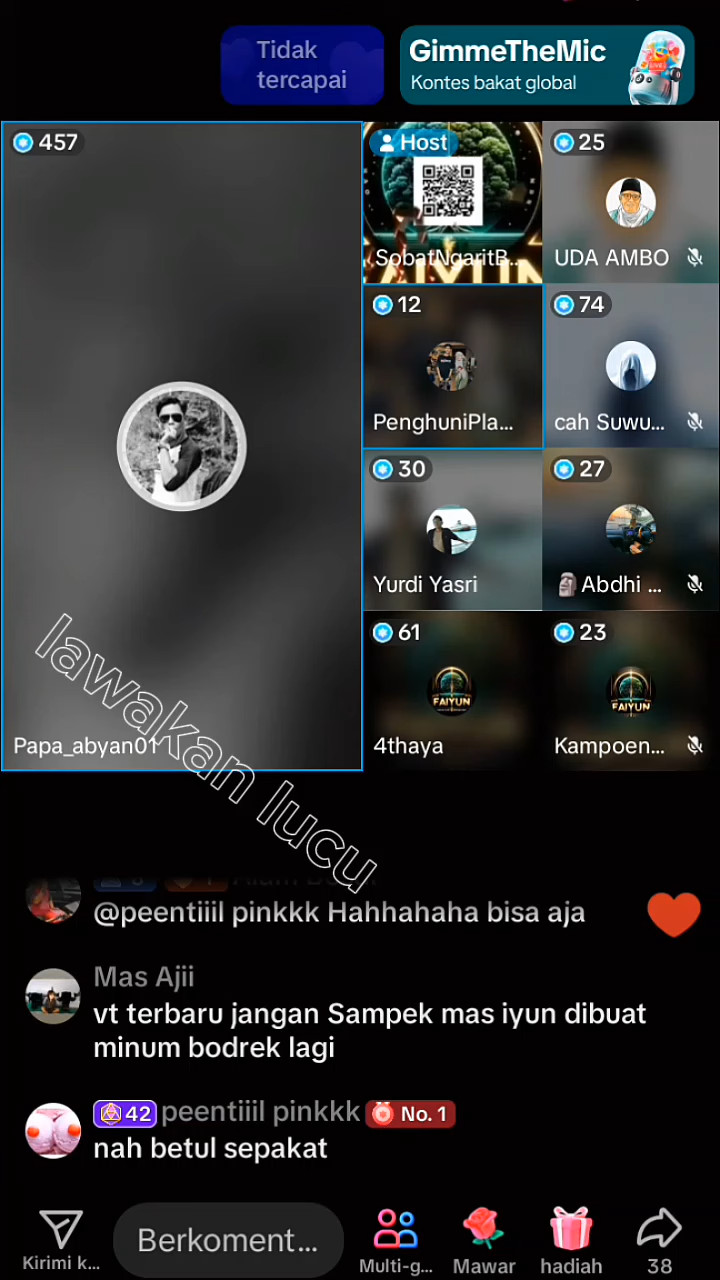 Tidak
tercapai
GimmeTheMic
Kontes bakat global
457
Host
25
SobatNgaritB...
UDA AMBO
12
74
PenghuniPla...
cah Suwu...
30
27
Yurdi Yasri
Abdhi ...
61
23
FAIYUN
FAIYUN
4thaya
Kampoen...
Papa_abyan01
lawakan lucu
@peentiiil pinkkk Hahhahaha bisa aja
Mas Ajii
vt terbaru jangan Sampek mas iyun dibuat
minum bodrek lagi
42 peentiiil pinkkk No. 1
nah betul sepakat
Berkoment...
Kirimi k...
Multi-g...
Mawar
hadiah
38